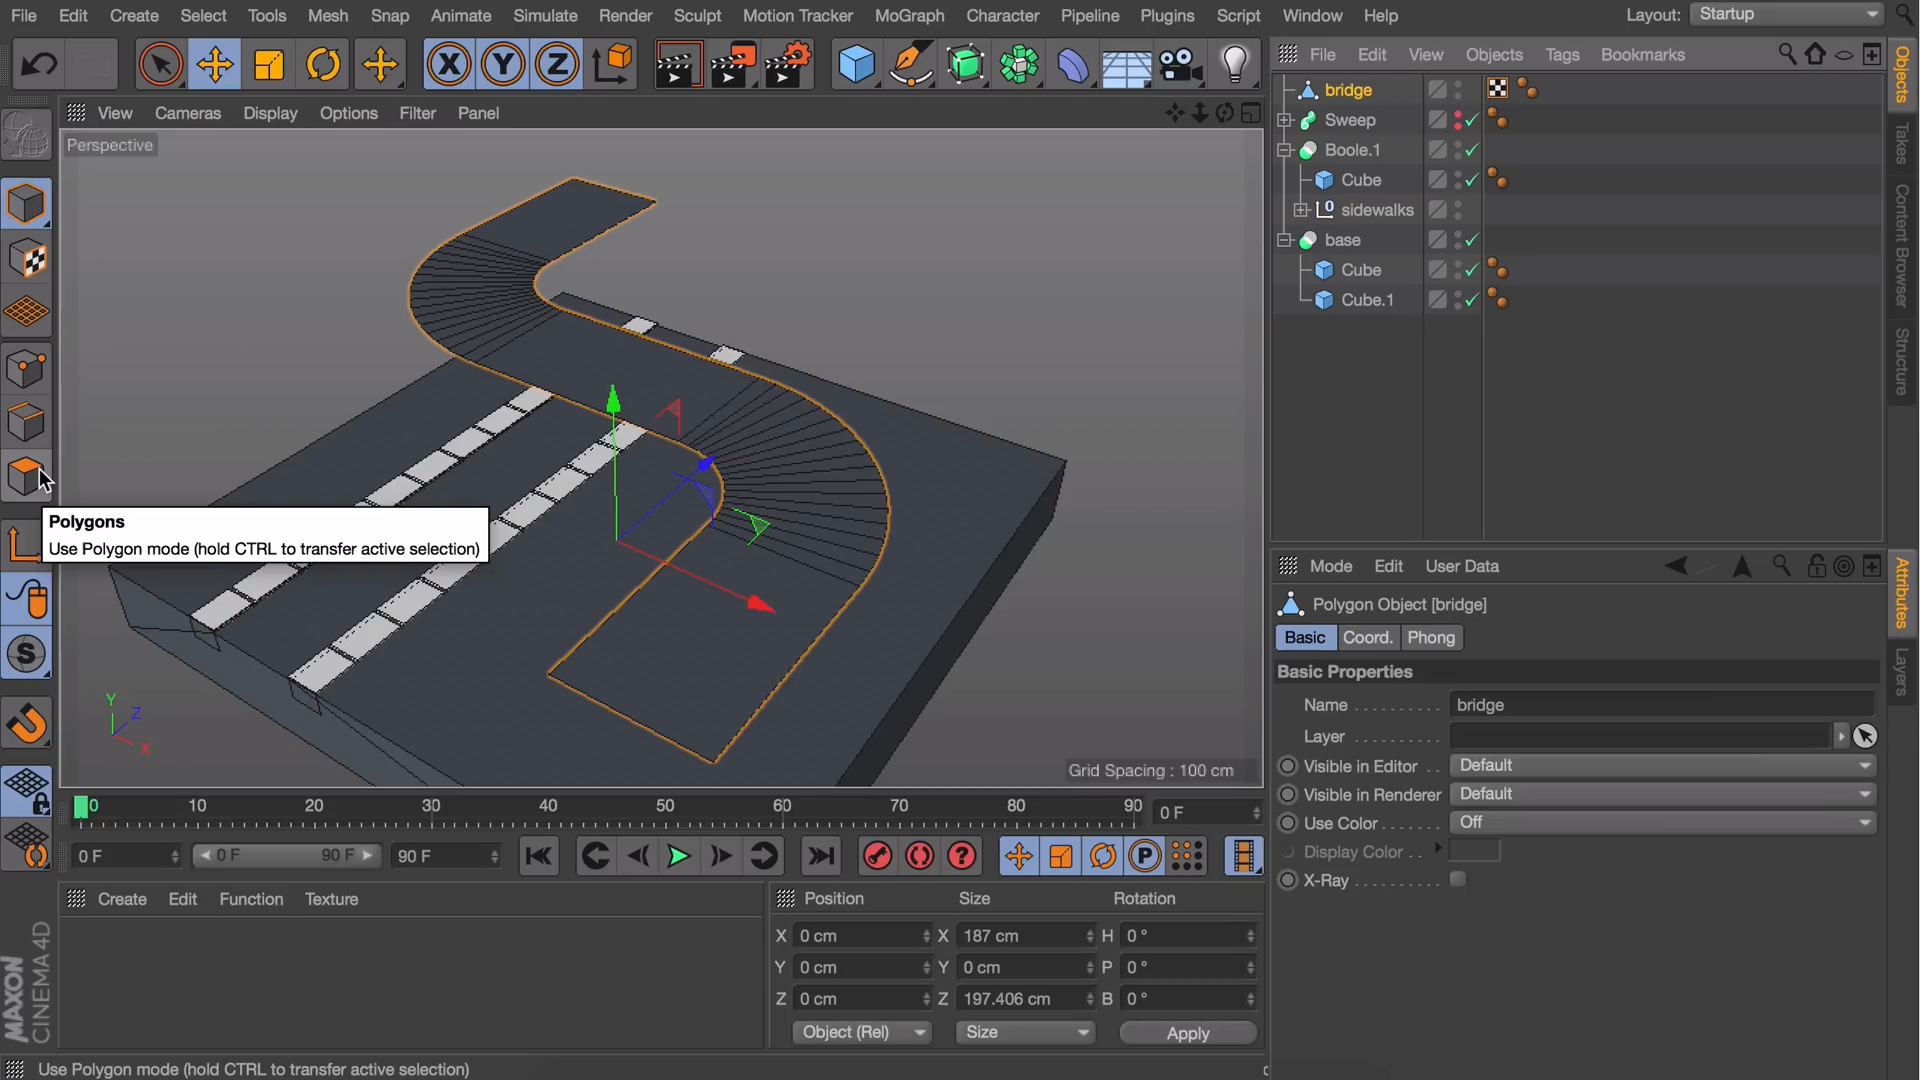 File Edit Create Select Tools Mesh Snap Animate Simulate Render Sculpt Motion Tracker MoGraph Character Pipeline Plugins Script Window Help Layout: Startup
File Edit View Objects Tags Bookmarks
View Cameras Display Options Filter Panel
Perspective
bridge
Sweep
Boole.1
Cube
sidewalks
base
Cube
Cube.1
Objects
Takes
Content Browser
Structure
Polygons
Use Polygon mode (hold CTRL to transfer active selection)
Y
Z
X
Grid Spacing : 100 cm
Mode Edit User Data
Polygon Object [bridge]
Basic Coord. Phong
Basic Properties
Name bridge
Layer
Visible in Editor Default
Visible in Renderer Default
Use Color Off
Display Color
X-Ray
Attributes
Layers
0 10 20 30 40 50 60 70 80 90 0 F
0 F 0 F 90 F 90 F
Create Edit Function Texture
Position Size Rotation
X 0 cm X 187 cm H 0 °
Y 0 cm Y 0 cm P 0 °
Z 0 cm Z 197.406 cm B 0 °
Object (Rel) Size Apply
MAXON
CINEMA 4D
Use Polygon mode (hold CTRL to transfer active selection)